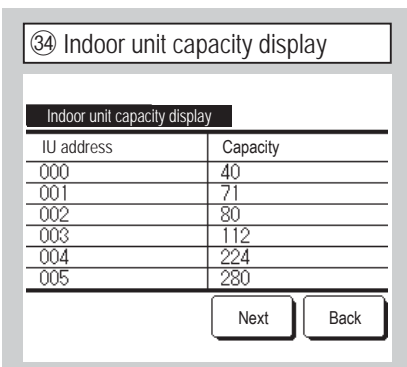 ㉞ Indoor unit capacity display
Indoor unit capacity display
IU address Capacity
000 40
001 71
002 80
003 112
004 224
005 280
Next Back